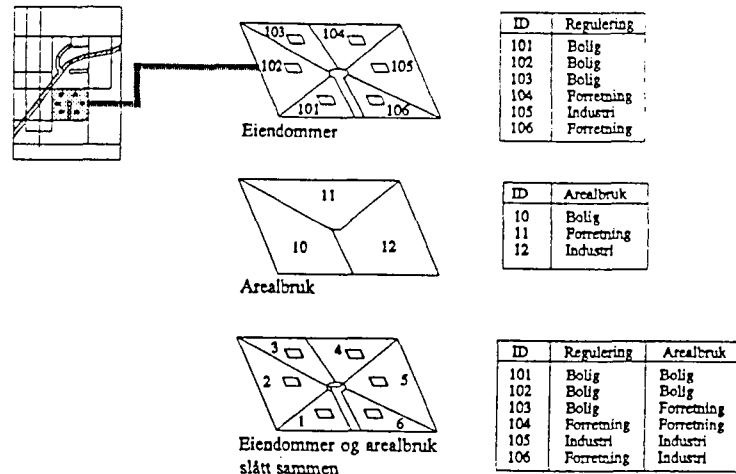 103 104
102 105
101 106
Eiendommer
ID Regulering
101 Bolig
102 Bolig
103 Bolig
104 Forretning
105 Industri
106 Forretning
11
10 12
Arealbruk
ID Arealbruk
10 Bolig
11 Forretning
12 Industri
3 4
2 5
1 6
Eiendommer og arealbruk
slått sammen
ID Regulering Arealbruk
101 Bolig Bolig
102 Bolig Bolig
103 Bolig Forretning
104 Forretning Forretning
105 Industri Industri
106 Forretning Industri